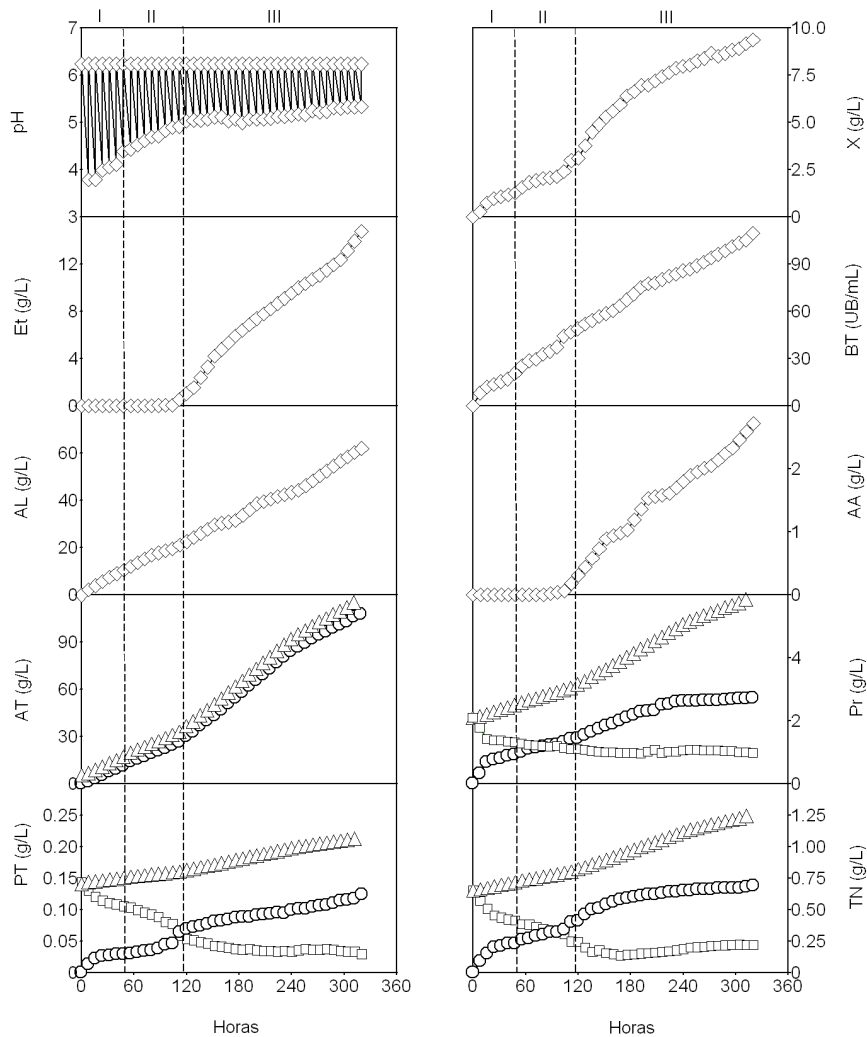 I II III
I II III
7
6
5
4
3
pH
10.0
7.5
5.0
2.5
0
X (g/L)
12
8
4
0
Et (g/L)
90
60
30
0
BT (UB/mL)
60
40
20
0
AL (g/L)
2
1
0
AA (g/L)
90
60
30
0
AT (g/L)
4
2
0
Pr (g/L)
0.25
0.20
0.15
0.10
0.05
0.00
PT (g/L)
1.25
1.00
0.75
0.50
0.25
0
TN (g/L)
0 60 120 180 240 300 360
0 60 120 180 240 300 360
Horas
Horas